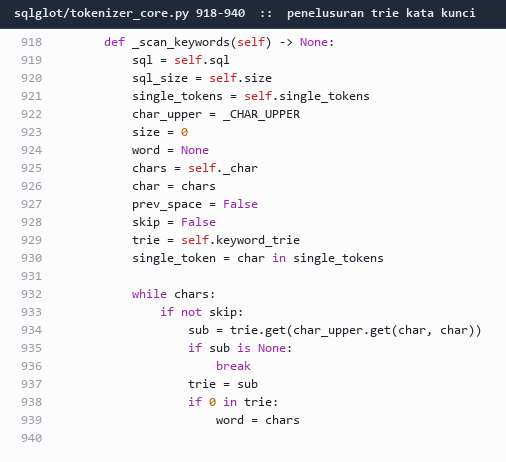 sqlglot/tokenizer_core.py 918-940  ::  penelusuran trie kata kunci
918        def _scan_keywords(self) -> None:
919            sql = self.sql
920            sql_size = self.size
921            single_tokens = self.single_tokens
922            char_upper = _CHAR_UPPER
923            size = 0
924            word = None
925            chars = self._char
926            char = chars
927            prev_space = False
928            skip = False
929            trie = self.keyword_trie
930            single_token = char in single_tokens
931
932            while chars:
933                if not skip:
934                    sub = trie.get(char_upper.get(char, char))
935                    if sub is None:
936                        break
937                    trie = sub
938                    if 0 in trie:
939                        word = chars
940